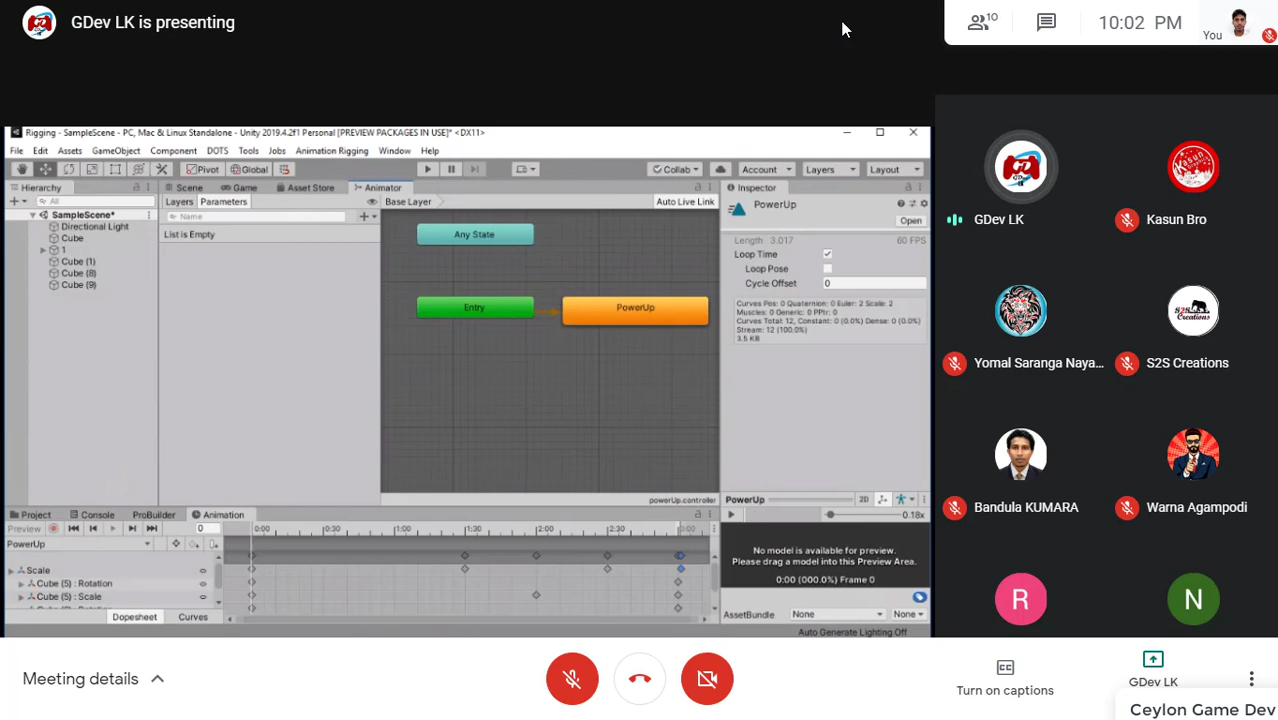 GDev LK is presenting
10
10:02 PM
You
Rigging - SampleScene - PC, Mac & Linux Standalone - Unity 2019.4.2f1 Personal [PREVIEW PACKAGES IN USE]* <DX11>
File Edit Assets GameObject Component DOTS Tools Jobs Animation Rigging Window Help
Pivot Global Collab Account Layers Layout
Hierarchy
All
SampleScene*
Directional Light
Cube
1
Cube (1)
Cube (8)
Cube (9)
Scene Game Asset Store Animator
Layers Parameters Base Layer Auto Live Link
Name
List is Empty
Any State
Entry
PowerUp
powerUp.controller
Inspector
PowerUp
Open
Length 3.017 60 FPS
Loop Time
Loop Pose
Cycle Offset 0
Curves Pos: 0 Quaternion: 0 Euler: 2 Scale: 2
Muscles: 0 Generic: 0 PPtr: 0
Curves Total: 12, Constant: 0 (0.0%) Dense: 0 (0.0%)
Stream: 12 (100.0%)
3.5 KB
PowerUp 2D
0.18x
No model is available for preview.
Please drag a model into this Preview Area.
0:00 (000.0%) Frame 0
AssetBundle None None
Auto Generate Lighting Off
Project Console ProBuilder Animation
Preview 0 0:00 0:30 1:00 1:30 2:00 2:30 3:00
PowerUp
Scale
Cube (5) : Rotation
Cube (5) : Scale
Dopesheet Curves
GDev LK
Kasun Bro
KASUN
Yomal Saranga Naya...
S2S Creations
S2S
Creations
Bandula KUMARA
Warna Agampodi
R
N
Meeting details
Turn on captions
GDev LK
Ceylon Game Dev